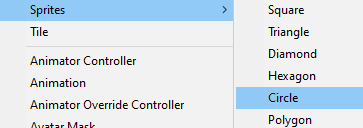 Sprites
Tile
Animator Controller
Animation
Animator Override Controller
Avatar Mask
Square
Triangle
Diamond
Hexagon
Circle
Polygon